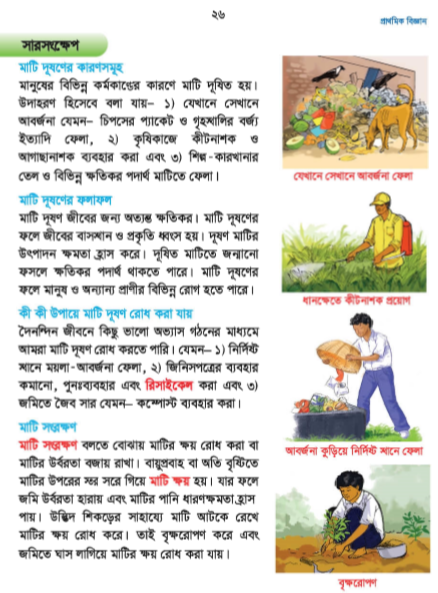 ২৬
প্রাথমিক বিজ্ঞান
সারসংক্ষেপ
মাটি দূষণের কারণসমূহ
মানুষের বিভিন্ন কর্মকাণ্ডের কারণে মাটি দূষিত হয়।
উদাহরণ হিসেবে বলা যায়– ১) যেখানে সেখানে
আবর্জনা যেমন– চিপসের প্যাকেট ও গৃহস্থালির বর্জ্য
ইত্যাদি ফেলা, ২) কৃষিকাজে কীটনাশক ও
আগাছানাশক ব্যবহার করা এবং ৩) শিল্প-কারখানার
তেল ও বিভিন্ন ক্ষতিকর পদার্থ মাটিতে ফেলা।
যেখানে সেখানে আবর্জনা ফেলা
মাটি দূষণের ফলাফল
মাটি দূষণ জীবের জন্য অত্যন্ত ক্ষতিকর। মাটি দূষণের
ফলে জীবের বাসস্থান ও প্রকৃতি ধ্বংস হয়। দূষণ মাটির
উৎপাদন ক্ষমতা হ্রাস করে। দূষিত মাটিতে জন্মানো
ফসলে ক্ষতিকর পদার্থ থাকতে পারে। মাটি দূষণের
ফলে মানুষ ও অন্যান্য প্রাণীর বিভিন্ন রোগ হতে পারে।
ধানক্ষেতে কীটনাশক প্রয়োগ
কী কী উপায়ে মাটি দূষণ রোধ করা যায়
দৈনন্দিন জীবনে কিছু ভালো অভ্যাস গঠনের মাধ্যমে
আমরা মাটি দূষণ রোধ করতে পারি। যেমন– ১) নির্দিষ্ট
স্থানে ময়লা-আবর্জনা ফেলা, ২) জিনিসপত্রের ব্যবহার
কমানো, পুনঃব্যবহার এবং রিসাইকেল করা এবং ৩)
জমিতে জৈব সার যেমন– কম্পোস্ট ব্যবহার করা।
আবর্জনা কুড়িয়ে নির্দিষ্ট স্থানে ফেলা
মাটি সংরক্ষণ
মাটি সংরক্ষণ বলতে বোঝায় মাটির ক্ষয় রোধ করা বা
মাটির উর্বরতা বজায় রাখা। বায়ুপ্রবাহ বা অতি বৃষ্টিতে
মাটির উপরের স্তর সরে গিয়ে মাটি ক্ষয় হয়। যার ফলে
জমি উর্বরতা হারায় এবং মাটির পানি ধারণক্ষমতা হ্রাস
পায়। উদ্ভিদ শিকড়ের সাহায্যে মাটি আটকে রেখে
মাটির ক্ষয় রোধ করে। তাই বৃক্ষরোপণ করে এবং
জমিতে ঘাস লাগিয়ে মাটির ক্ষয় রোধ করা যায়।
বৃক্ষরোপণ